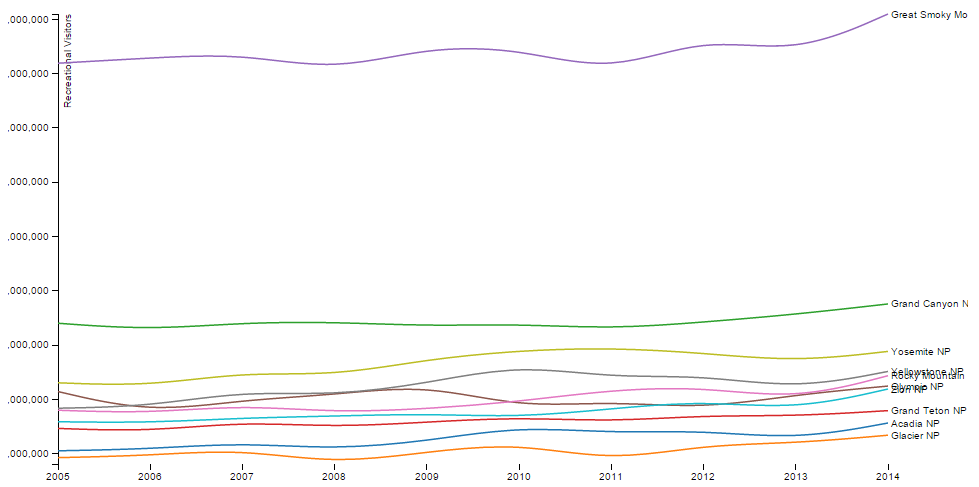 ,000,000
,000,000
,000,000
,000,000
,000,000
,000,000
,000,000
,000,000
,000,000
Recreational Visitors
Great Smoky Mo
Grand Canyon N
Yosemite NP
Yellowstone NP
Rocky Mountain
Olympic NP
Zion NP
Grand Teton NP
Acadia NP
Glacier NP
2005 2006 2007 2008 2009 2010 2011 2012 2013 2014